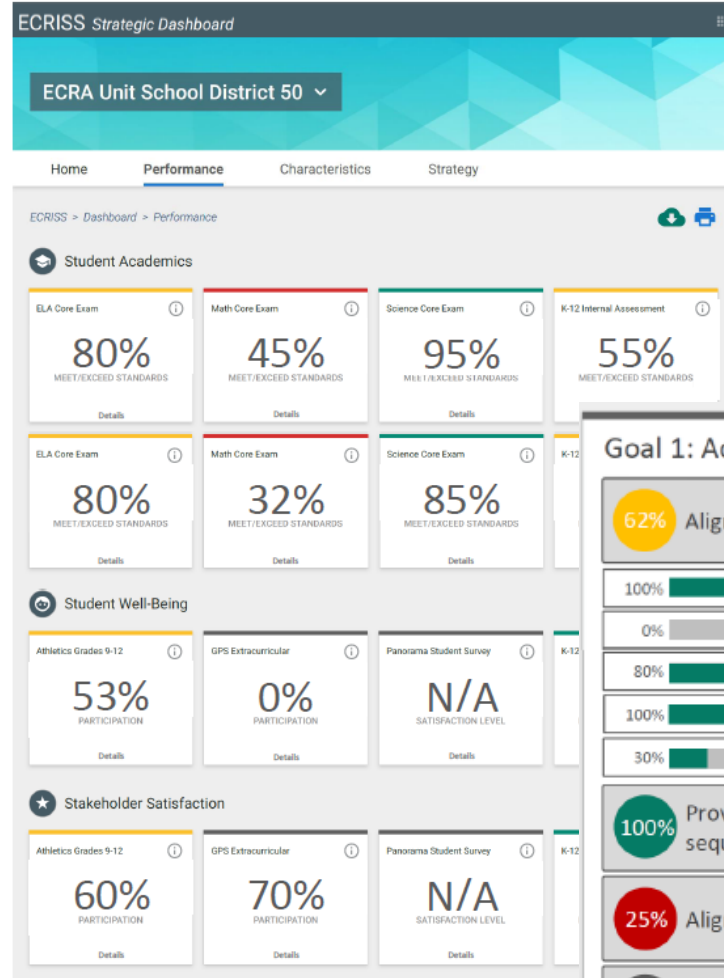 ECRISS Strategic Dashboard
ECRA Unit School District 50
Home Performance Characteristics Strategy
ECRISS > Dashboard > Performance
Student Academics
ELA Core Exam Math Core Exam Science Core Exam K-12 Internal Assessment
80% 45% 95% 55%
MEET/EXCEED STANDARDS MEET/EXCEED STANDARDS MEET/EXCEED STANDARDS MEET/EXCEED STANDARDS
Details Details Details
ELA Core Exam Math Core Exam Science Core Exam K-12
80% 32% 85%
MEET/EXCEED STANDARDS MEET/EXCEED STANDARDS MEET/EXCEED STANDARDS
Details Details Details
Student Well-Being
Athletics Grades 9-12 GPS Extracurricular Panorama Student Survey K-12
53% 0% N/A
PARTICIPATION PARTICIPATION SATISFACTION LEVEL
Details Details Details
Stakeholder Satisfaction
Athletics Grades 9-12 GPS Extracurricular Panorama Student Survey K-12
60% 70% N/A
PARTICIPATION PARTICIPATION SATISFACTION LEVEL
Details Details Details
Goal 1:
62%
100%
0%
80%
100%
30%
100%
25%